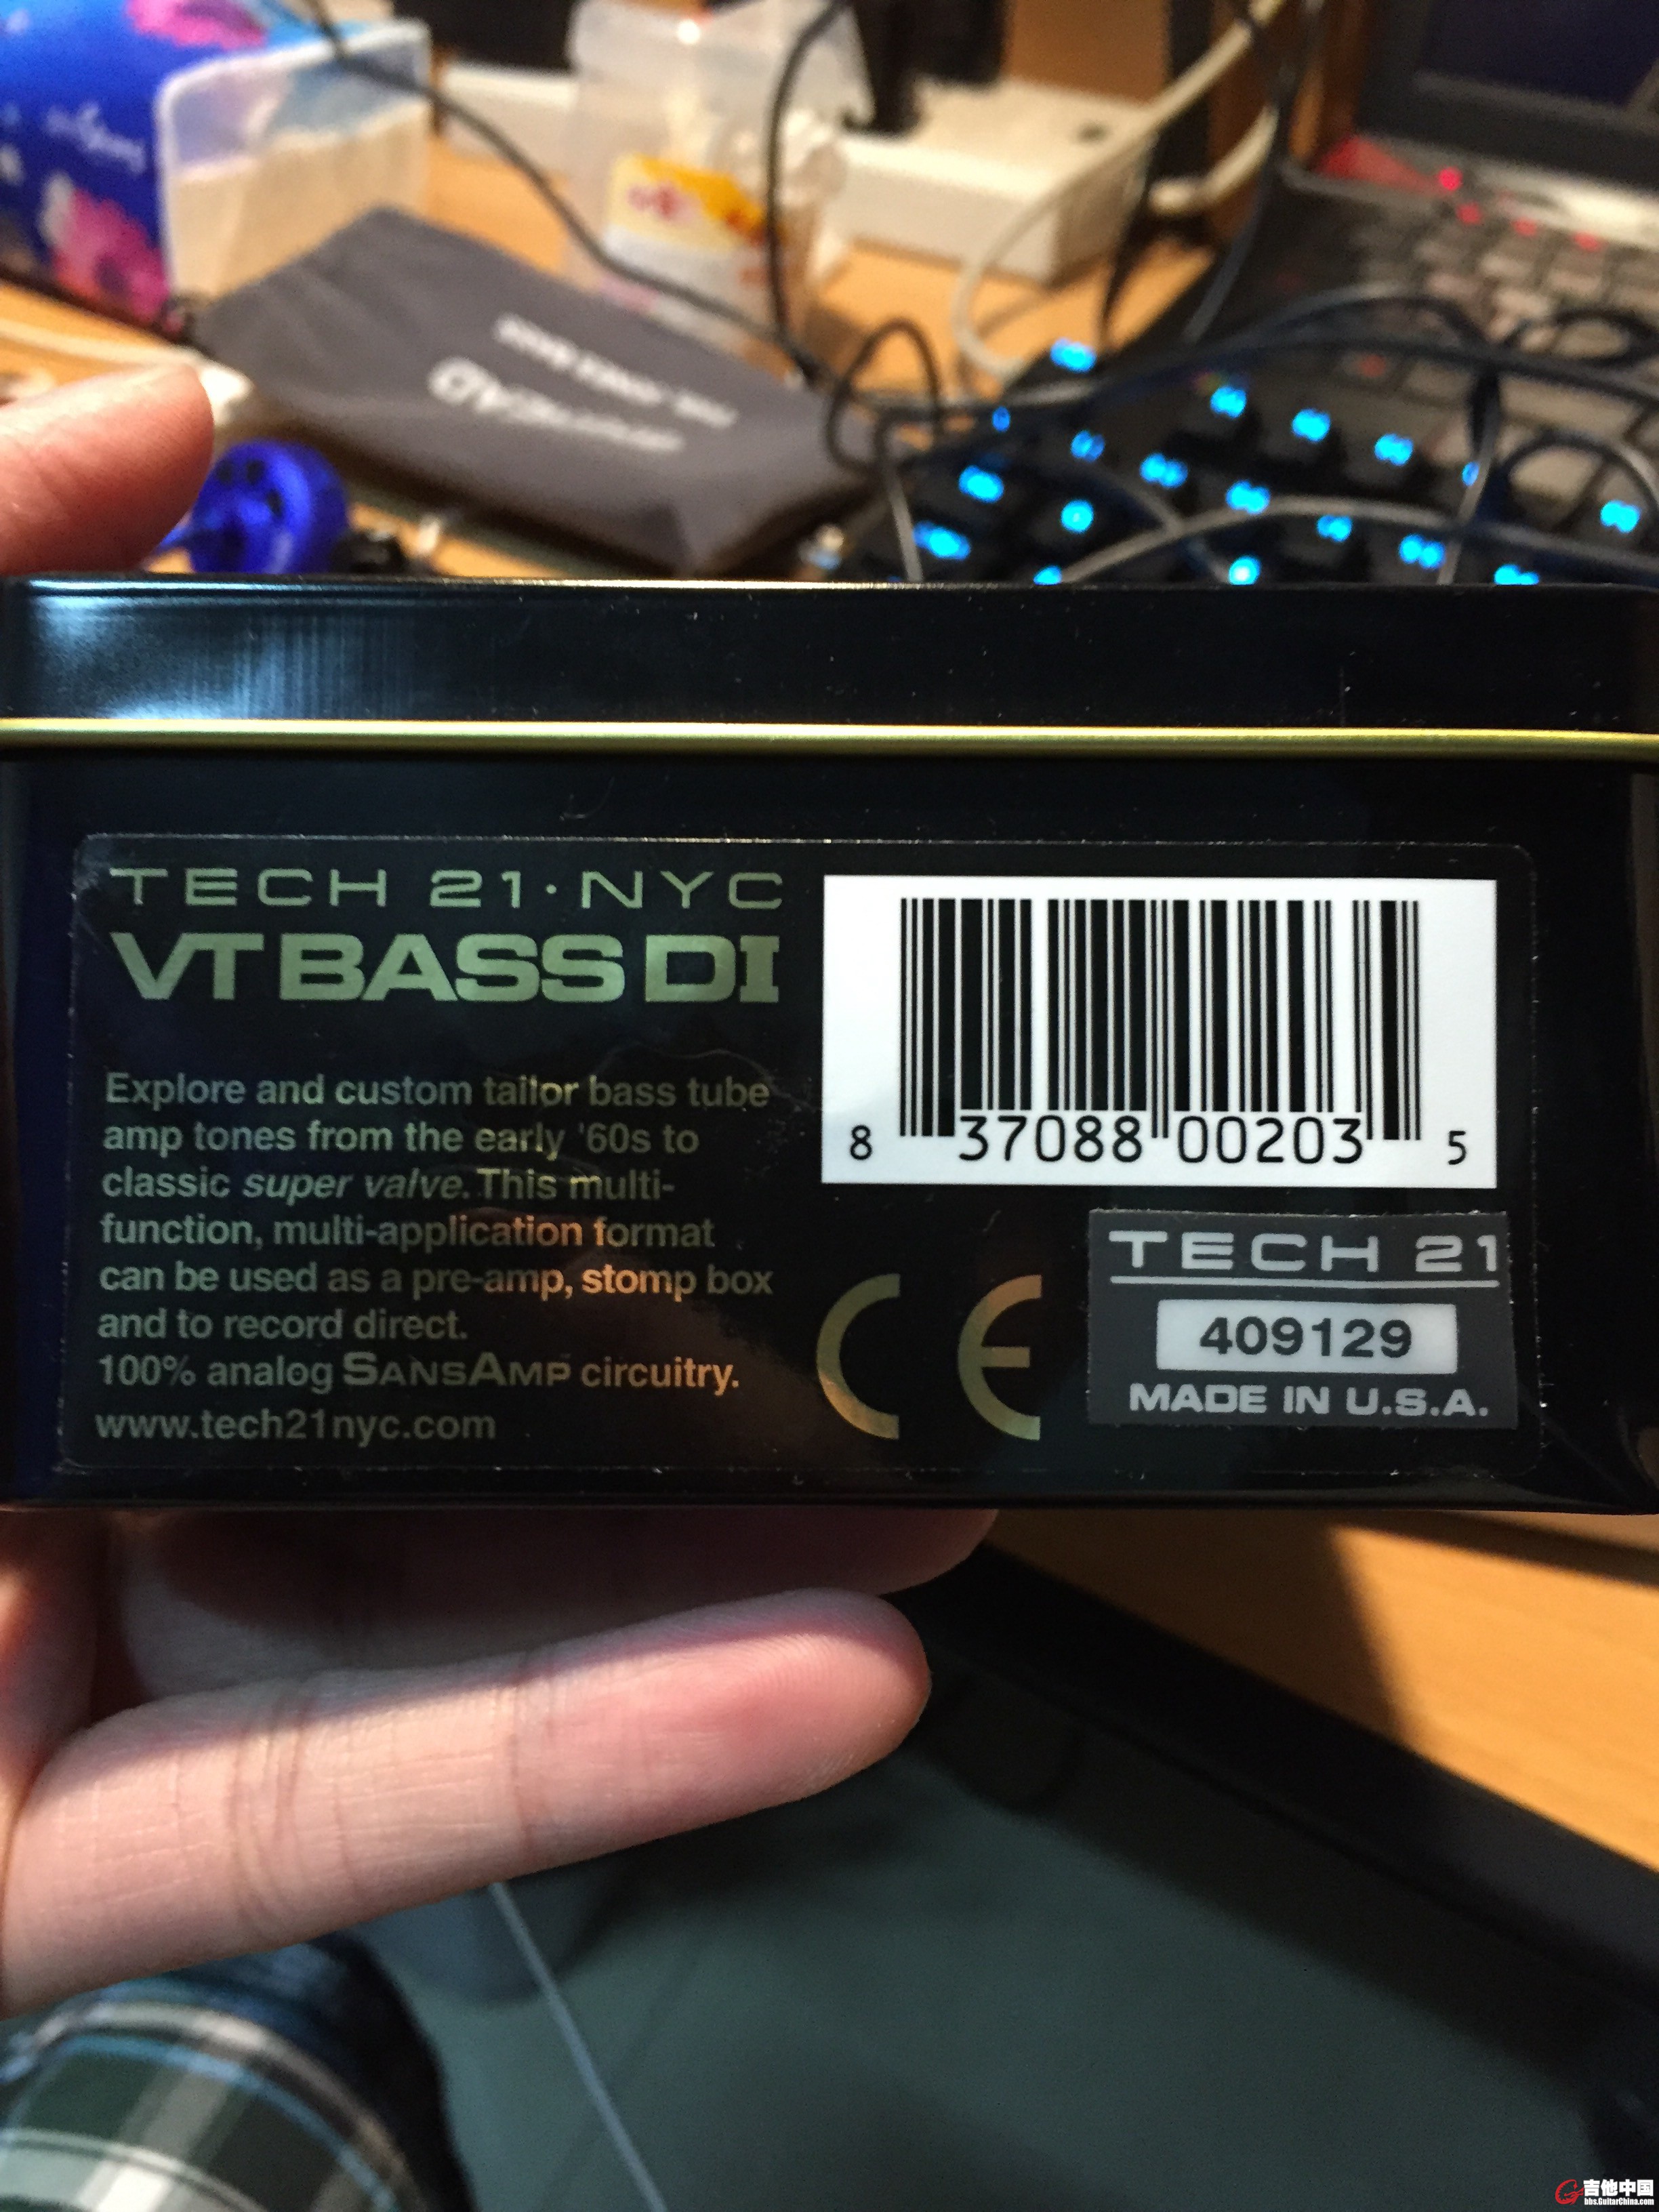 TECH 21·NYC
VT BASS DI
Explore and custom tailor bass tube
amp tones from the early '60s to
classic super valve. This multi-
function, multi-application format
can be used as a pre-amp, stomp box
and to record direct.
100% analog SANSAMP circuitry.
www.tech21nyc.com
8 37088 00203 5
CE
TECH 21
409129
MADE IN U.S.A.
吉他中国
bbs.GuitarChina.com